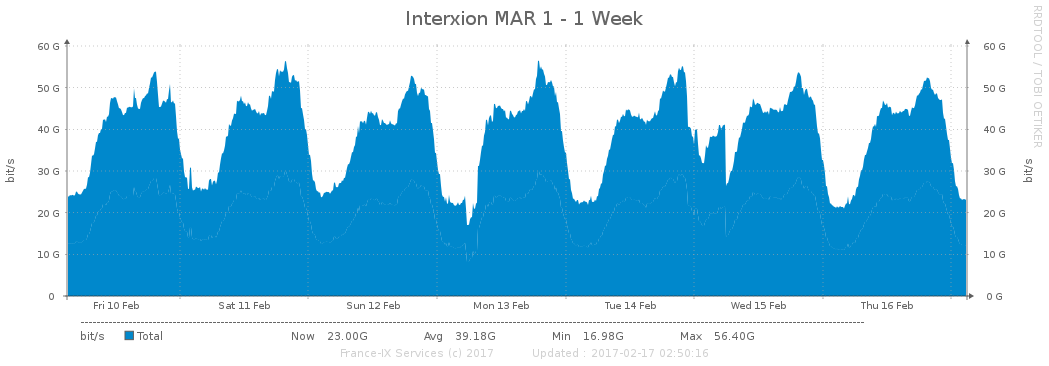 Interxion MAR 1 - 1 Week
RRDTOOL / TOBI OETIKER
bit/s
60 G
50 G
40 G
30 G
20 G
10 G
0
60 G
50 G
40 G
30 G
20 G
10 G
0 G
bit/s
Fri 10 Feb Sat 11 Feb Sun 12 Feb Mon 13 Feb Tue 14 Feb Wed 15 Feb Thu 16 Feb
bit/s Total Now 23.00G Avg 39.18G Min 16.98G Max 56.40G
France-IX Services (c) 2017 Updated : 2017-02-17 02:50:16